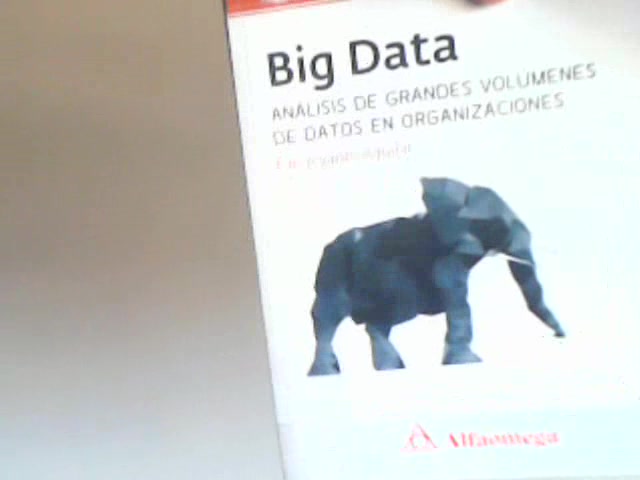 Big Data
ANÁLISIS DE GRANDES VOLÚMENES
DE DATOS EN ORGANIZACIONES
Alfaomega